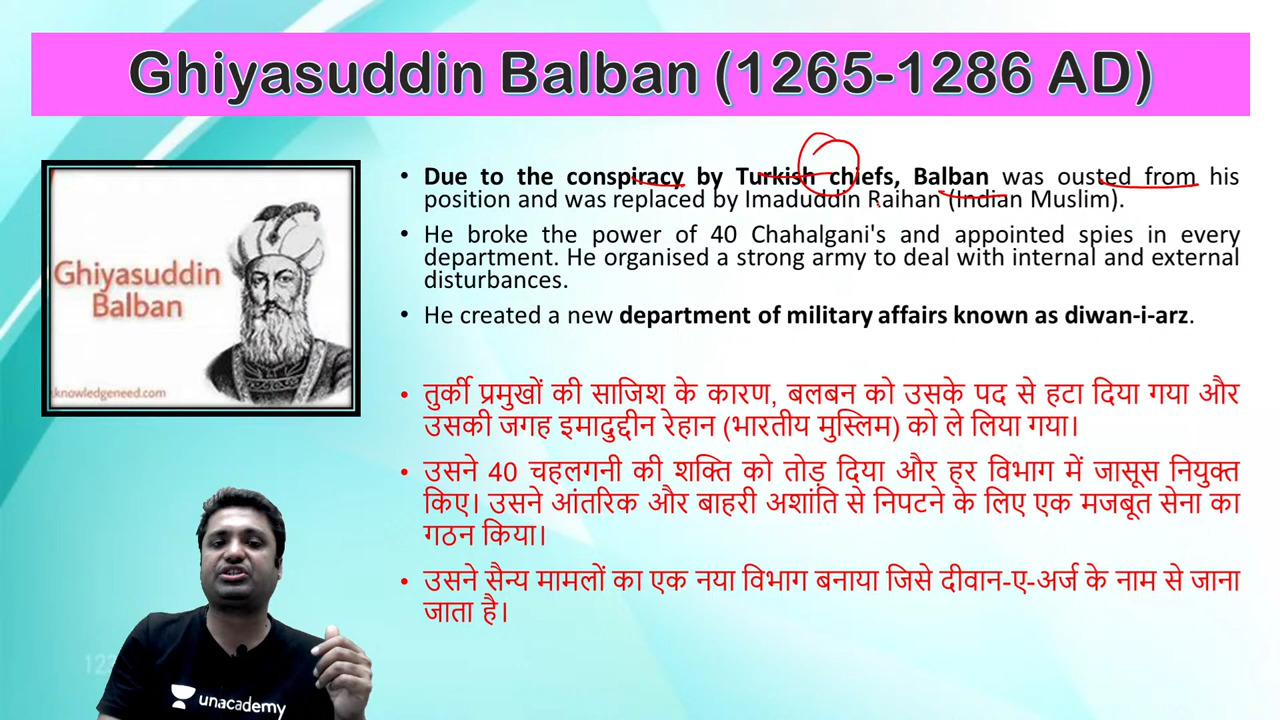 Ghiyasuddin Balban (1265-1286 AD)
Ghiyasuddin
Balban
knowledgeneed.com
• Due to the conspiracy by Turkish chiefs, Balban was ousted from his
position and was replaced by Imaduddin Raihan (Indian Muslim).
• He broke the power of 40 Chahalgani's and appointed spies in every
department. He organised a strong army to deal with internal and external
disturbances.
• He created a new department of military affairs known as diwan-i-arz.
• तुर्की प्रमुखों की साजिश के कारण, बलबन को उसके पद से हटा दिया गया और
उसकी जगह इमादुद्दीन रेहान (भारतीय मुस्लिम) को ले लिया गया।
• उसने 40 चहलगनी की शक्ति को तोड़ दिया और हर विभाग में जासूस नियुक्त
किए। उसने आंतरिक और बाहरी अशांति से निपटने के लिए एक मजबूत सेना का
गठन किया।
• उसने सैन्य मामलों का एक नया विभाग बनाया जिसे दीवान-ए-अर्ज के नाम से जाना
जाता है।
unacademy